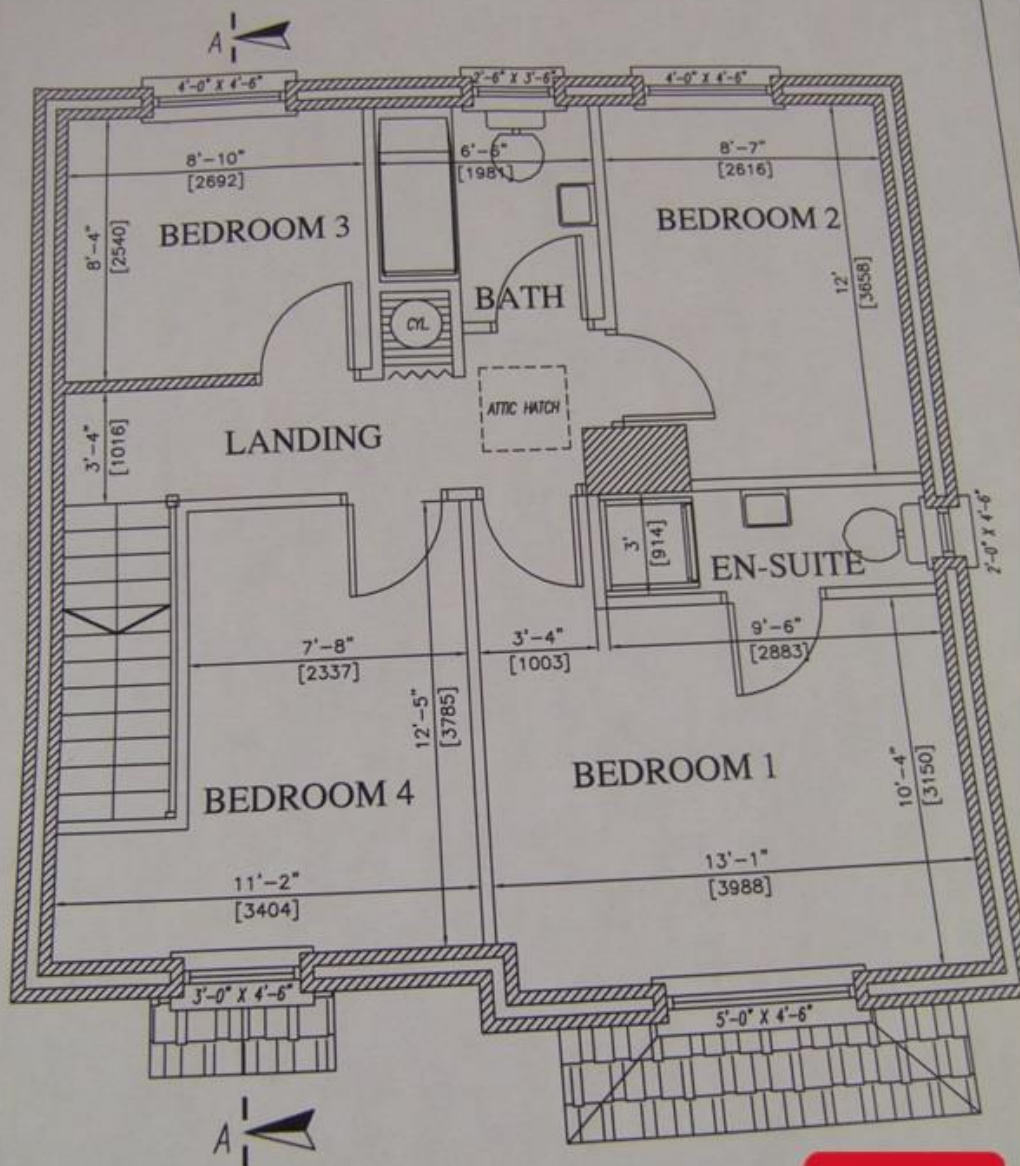 A
4'-0" X 4'-6"
2'-6" X 3'-6"
4'-0" X 4'-6"
8'-10"
[2692]
6'-6"
[1981]
8'-7"
[2616]
BEDROOM 3
BEDROOM 2
8'-4"
[2540]
12'
[3658]
BATH
CYL
ATTIC HATCH
LANDING
3'-4"
[1016]
3'
[914]
EN-SUITE
2'-0" X 4'-6"
7'-8"
[2337]
3'-4"
[1003]
9'-6"
[2883]
12'-5"
[3785]
BEDROOM 4
BEDROOM 1
10'-4"
[3150]
11'-2"
[3404]
13'-1"
[3988]
3'-0" X 4'-6"
5'-0" X 4'-6"
A